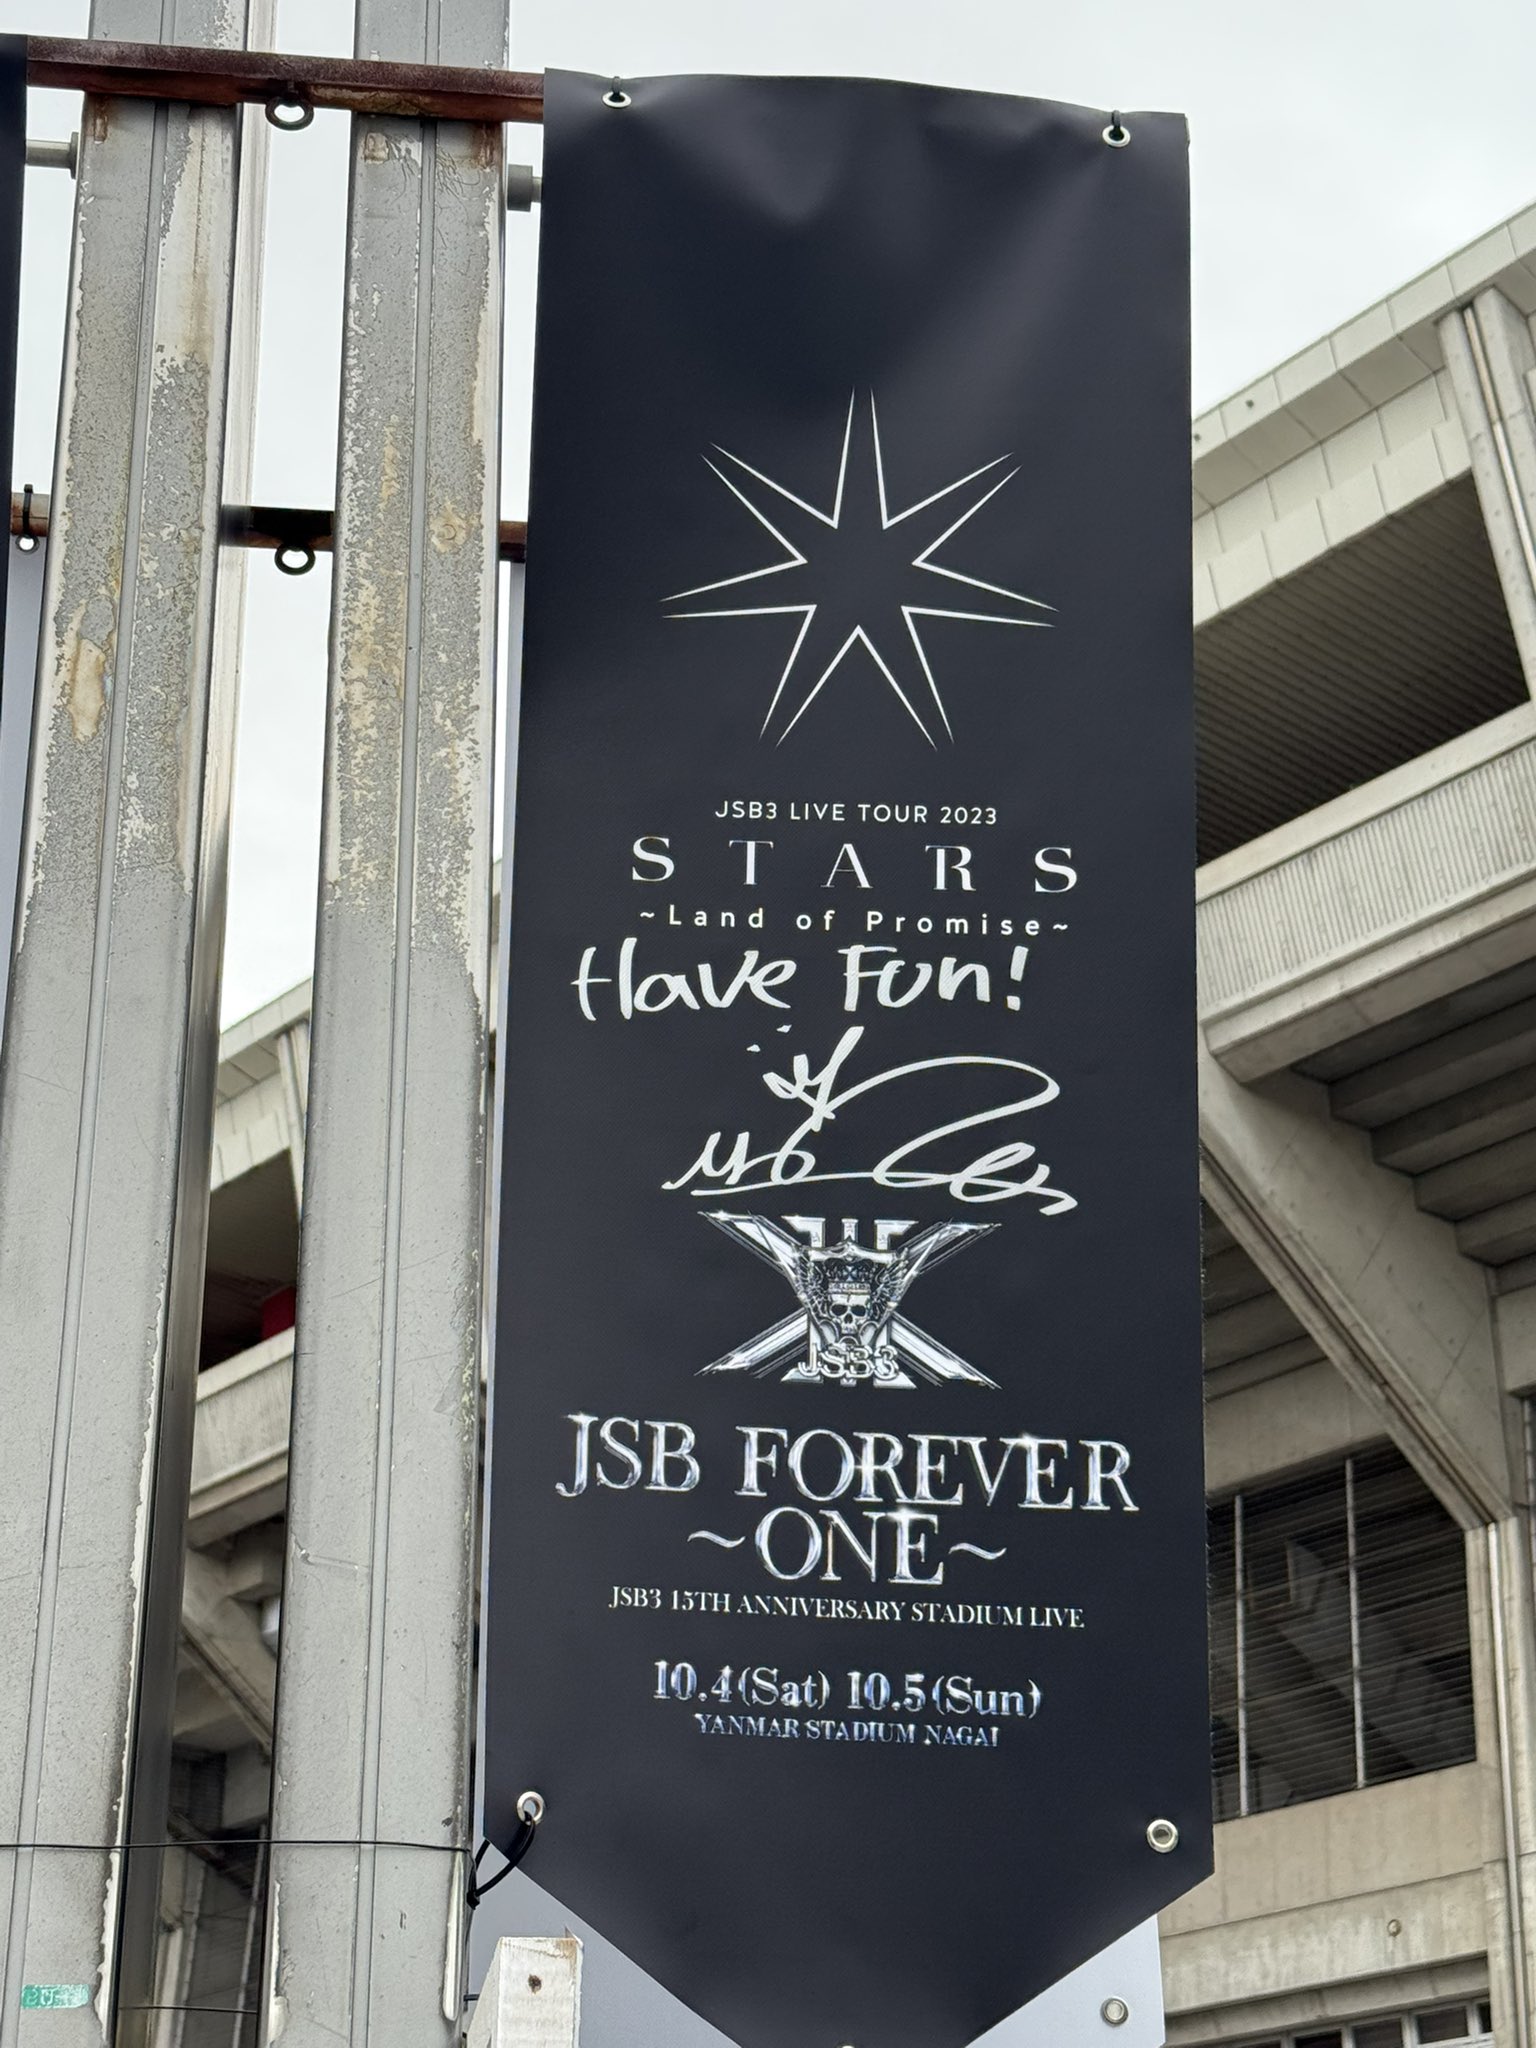 JSB3 LIVE TOUR 2023
STARS
~Land of Promise~
Have Fun!
JSB3
JSB FOREVER
~ONE~
JSB3 15TH ANNIVERSARY STADIUM LIVE
10.4(Sat) 10.5(Sun)
YANMAR STADIUM NAGAI